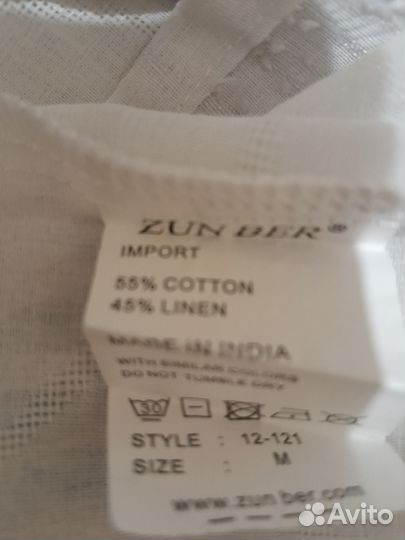 ZUN BER®
IMPORT
55% COTTON
45% LINEN
MADE IN INDIA
WITH SIMILAR COLORS
DO NOT TUMBLE DRY
30
STYLE : 12-121
SIZE : M
www.zun ber.com
Avito